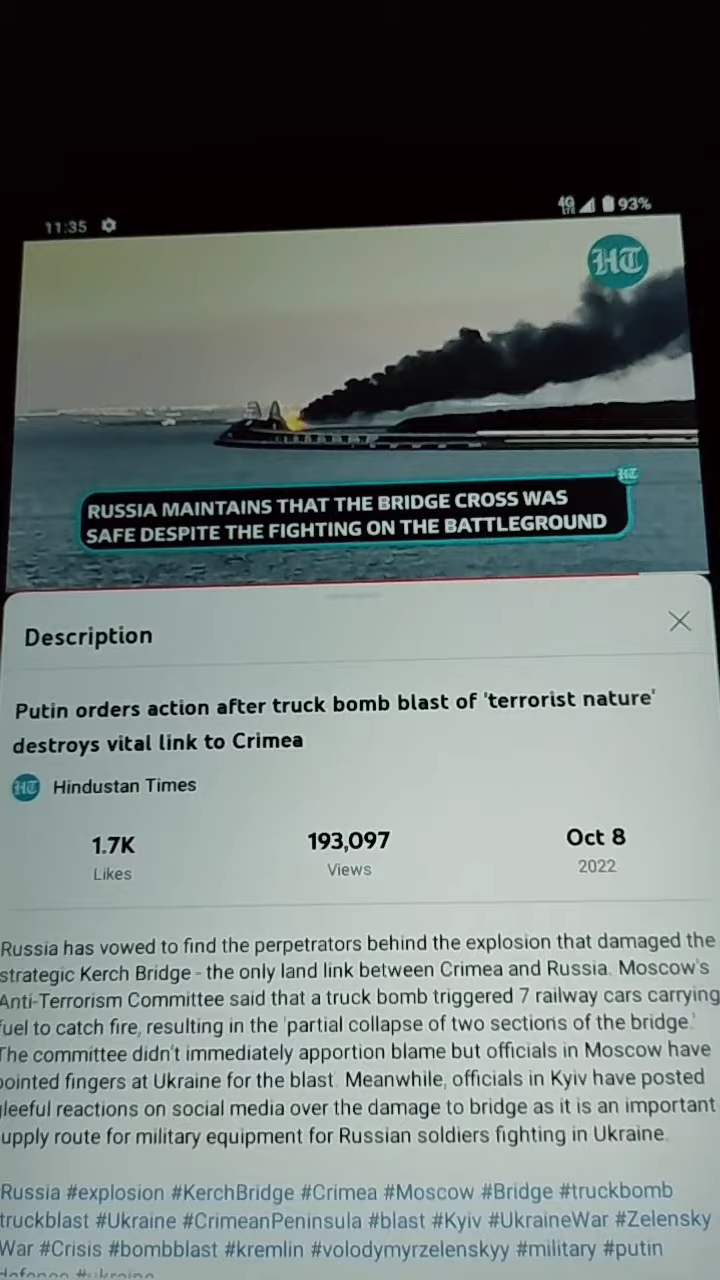 11:35
4G LTE 93%
HT
HT
RUSSIA MAINTAINS THAT THE BRIDGE CROSS WAS
SAFE DESPITE THE FIGHTING ON THE BATTLEGROUND
Description
Putin orders action after truck bomb blast of 'terrorist nature'
destroys vital link to Crimea
HT Hindustan Times
1.7K 193,097 Oct 8
Likes Views 2022
Russia has vowed to find the perpetrators behind the explosion that damaged the
strategic Kerch Bridge - the only land link between Crimea and Russia. Moscow's
Anti-Terrorism Committee said that a truck bomb triggered 7 railway cars carrying
fuel to catch fire, resulting in the 'partial collapse of two sections of the bridge.'
The committee didn't immediately apportion blame but officials in Moscow have
pointed fingers at Ukraine for the blast. Meanwhile, officials in Kyiv have posted
gleeful reactions on social media over the damage to bridge as it is an important
upply route for military equipment for Russian soldiers fighting in Ukraine.
Russia #explosion #KerchBridge #Crimea #Moscow #Bridge #truckbomb
truckblast #Ukraine #CrimeanPeninsula #blast #Kyiv #UkraineWar #Zelensky
War #Crisis #bombblast #kremlin #volodymyrzelenskyy #military #putin
#ukraine